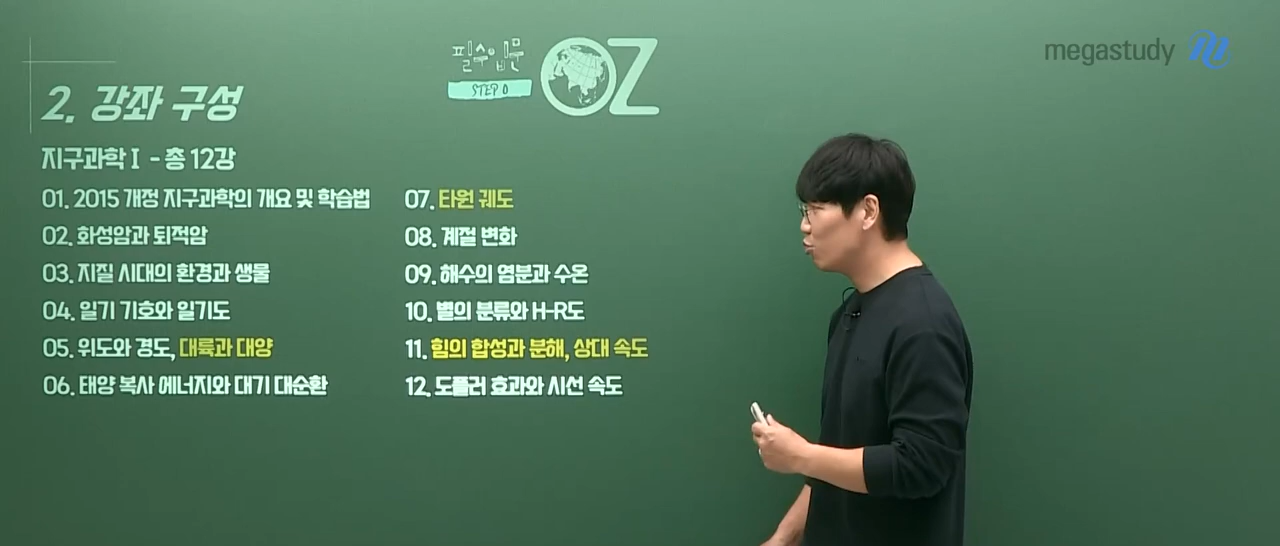 필수입문
STEP 0
OZ
megastudy M
2. 강좌 구성
지구과학 I - 총 12강
01. 2015 개정 지구과학의 개요 및 학습법
02. 화성암과 퇴적암
03. 지질 시대의 환경과 생물
04. 일기 기호와 일기도
05. 위도와 경도, 대륙과 대양
06. 태양 복사 에너지와 대기 대순환
07. 타원 궤도
08. 계절 변화
09. 해수의 염분과 수온
10. 별의 분류와 H-R도
11. 힘의 합성과 분해, 상대 속도
12. 도플러 효과와 시선 속도